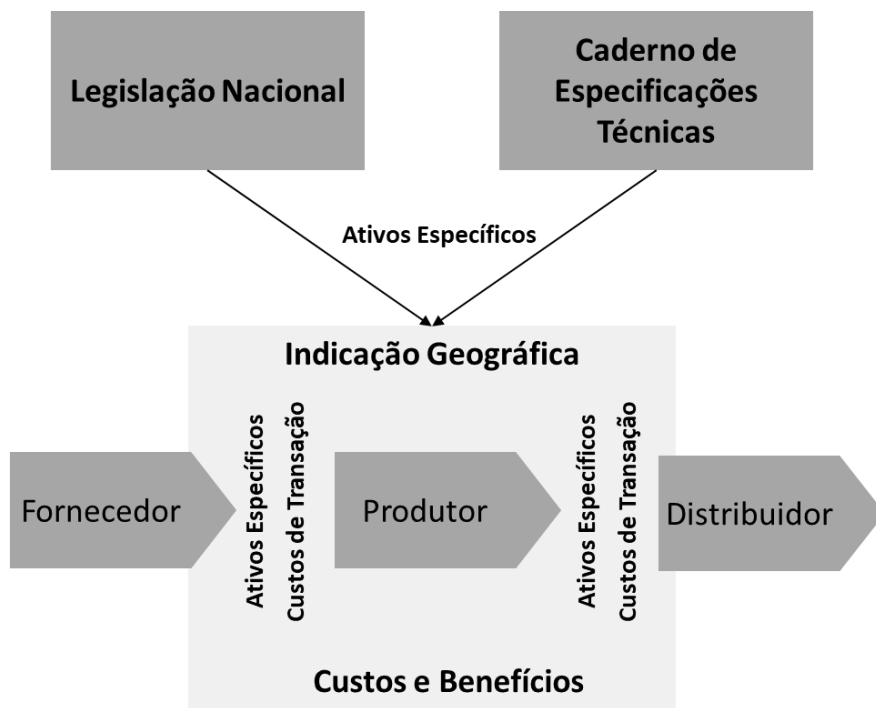 Legislação Nacional
Caderno de
Especificações
Técnicas
Ativos Específicos
Indicação Geográfica
Fornecedor
Ativos Específicos
Custos de Transação
Produtor
Ativos Específicos
Custos de Transação
Distribuidor
Custos e Benefícios